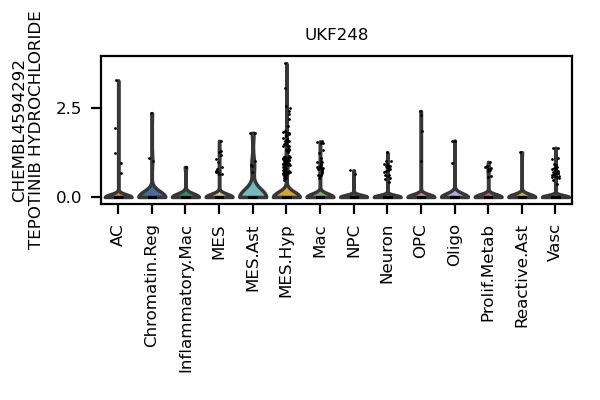 UKF248
CHEMBL4594292
TEPOTINIB HYDROCHLORIDE
2.5
0.0
AC
Chromatin.Reg
Inflammatory.Mac
MES
MES.Ast
MES.Hyp
Mac
NPC
Neuron
OPC
Oligo
Prolif.Metab
Reactive.Ast
Vasc